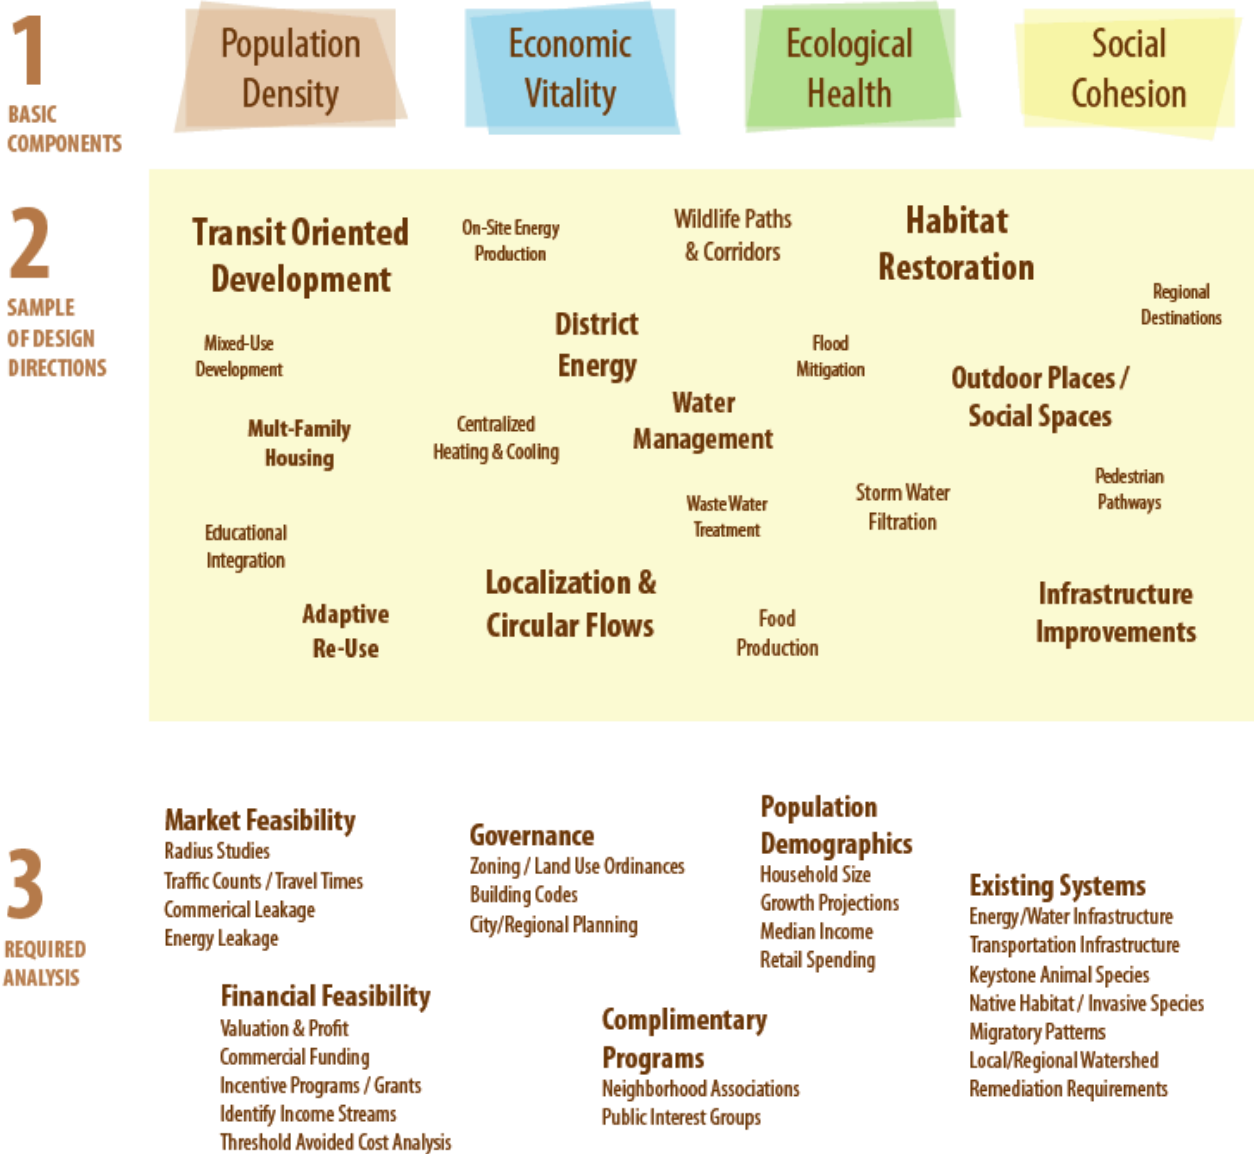 1
BASIC
COMPONENTS
Population
Density
Economic
Vitality
Ecological
Health
Social
Cohesion
2
SAMPLE
OF DESIGN
DIRECTIONS
Transit Oriented
Development
On-Site Energy
Production
Wildlife Paths
& Corridors
Habitat
Restoration
Regional
Destinations
Mixed-Use
Development
District
Energy
Flood
Mitigation
Outdoor Places /
Social Spaces
Mult-Family
Housing
Centralized
Heating & Cooling
Water
Management
Waste Water
Treatment
Storm Water
Filtration
Pedestrian
Pathways
Educational
Integration
Adaptive
Re-Use
Localization &
Circular Flows
Food
Production
Infrastructure
Improvements
3
REQUIRED
ANALYSIS
Market Feasibility
Radius Studies
Traffic Counts / Travel Times
Commerical Leakage
Energy Leakage
Financial Feasibility
Valuation & Profit
Commercial Funding
Incentive Programs / Grants
Identify Income Streams
Threshold Avoided Cost Analysis
Governance
Zoning / Land Use Ordinances
Building Codes
City/Regional Planning
Complimentary
Programs
Neighborhood Associations
Public Interest Groups
Population
Demographics
Household Size
Growth Projections
Median Income
Retail Spending
Existing Systems
Energy/Water Infrastructure
Transportation Infrastructure
Keystone Animal Species
Native Habitat / Invasive Species
Migratory Patterns
Local/Regional Watershed
Remediation Requirements